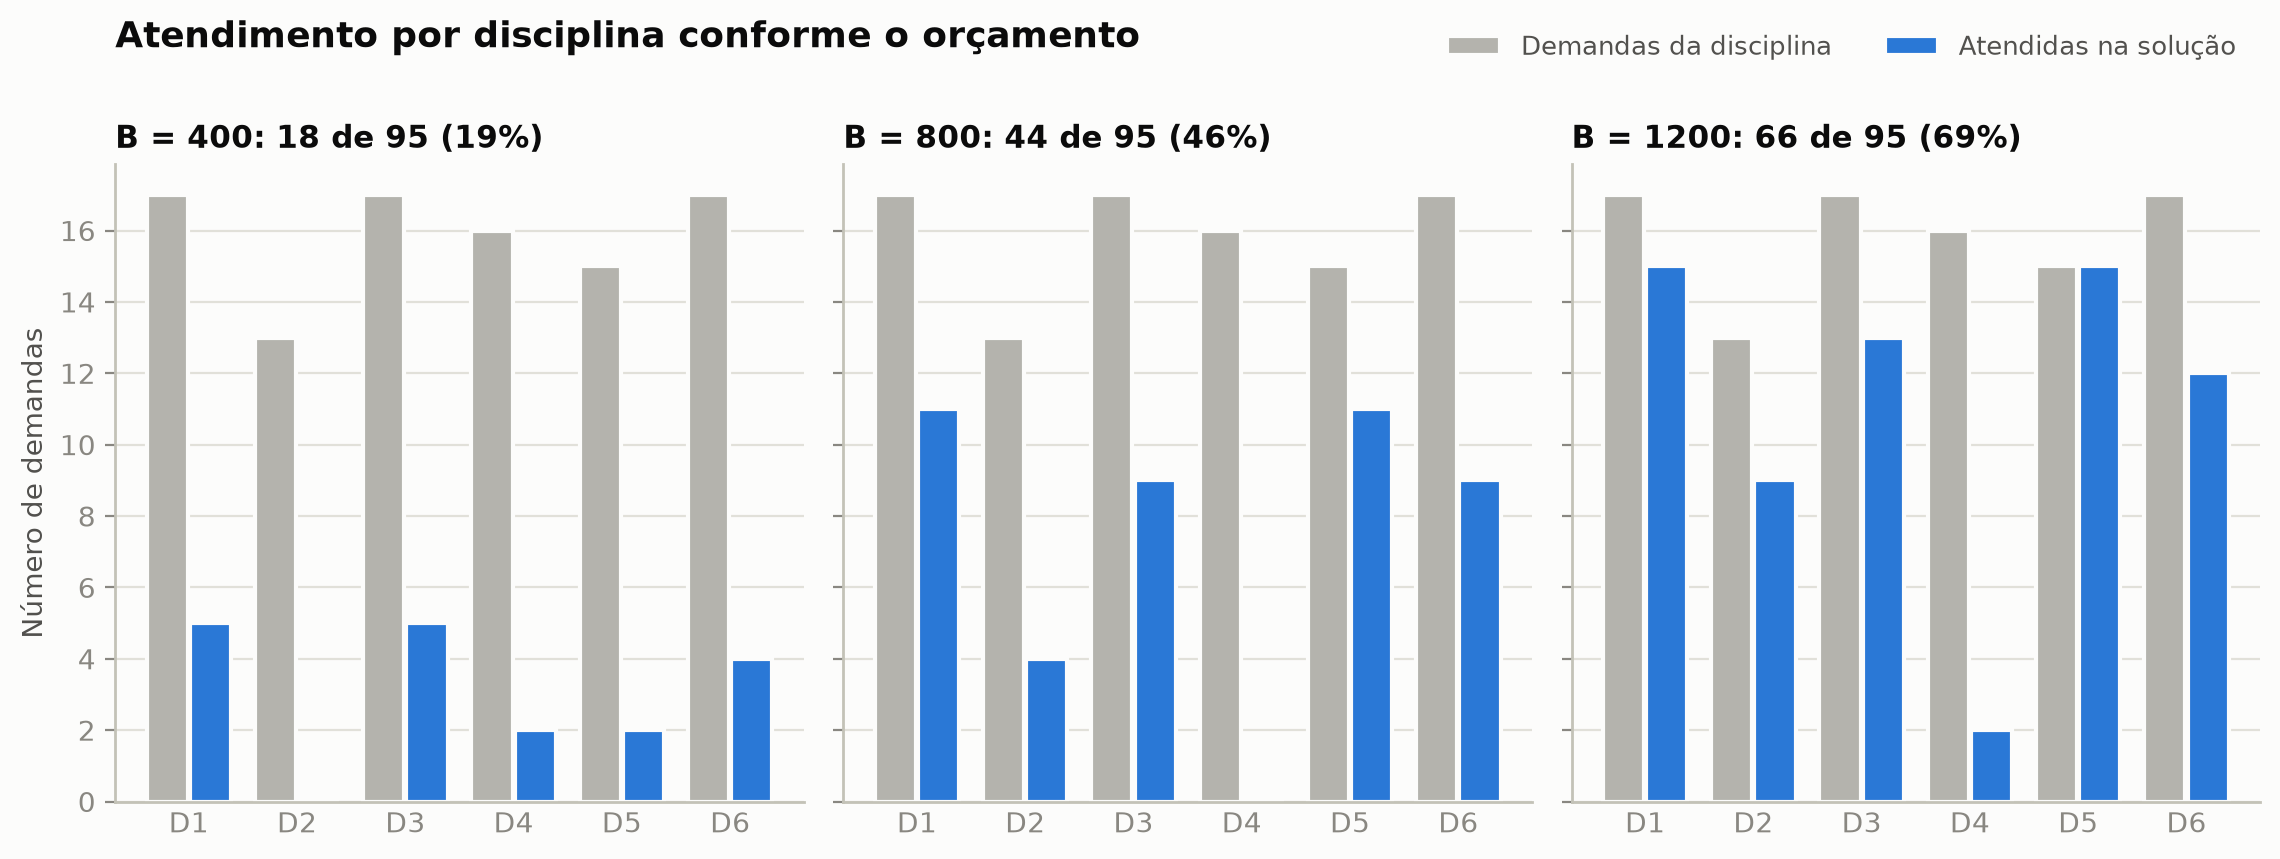 Atendimento por disciplina conforme o orçamento
Demandas da disciplina
Atendidas na solução
B = 400: 18 de 95 (19%)
B = 800: 44 de 95 (46%)
B = 1200: 66 de 95 (69%)
Número de demandas
16
14
12
10
8
6
4
2
0
D1 D2 D3 D4 D5 D6
D1 D2 D3 D4 D5 D6
D1 D2 D3 D4 D5 D6